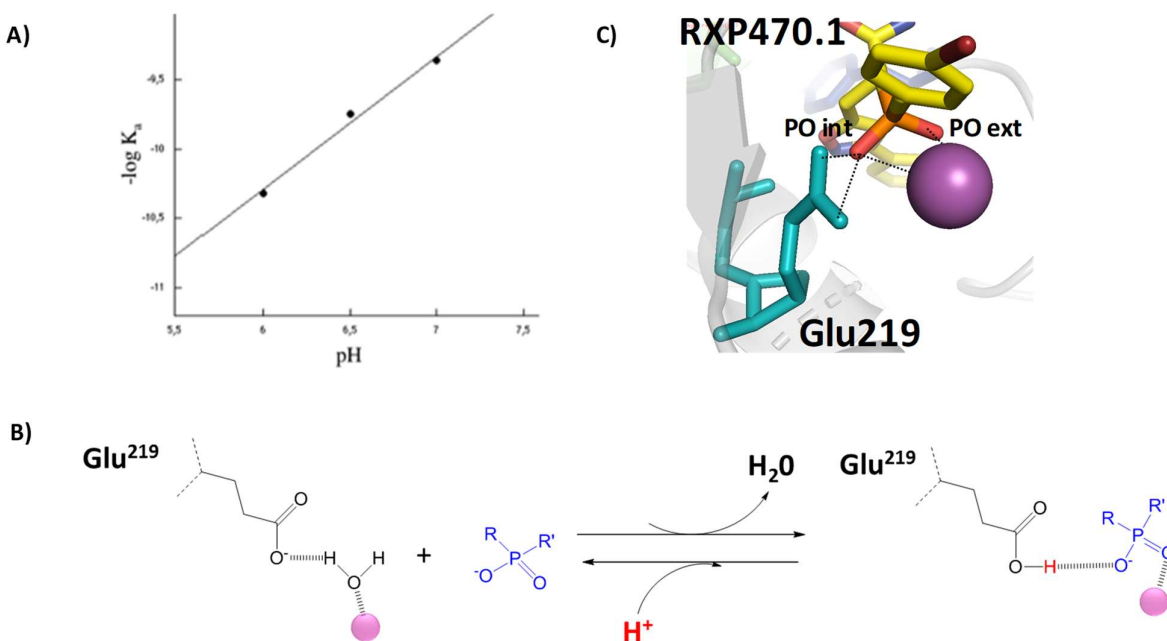 A)
-9,5
-10
-10,5
-11
-log Ka
5,5 6 6,5 7 7,5
pH
C)
RXP470.1
PO int PO ext
Glu219
B)
Glu219
O
O-
H H
O
+
R R'
P
-O O
H20
H+
Glu219
O
O H
R R'
P
O- O